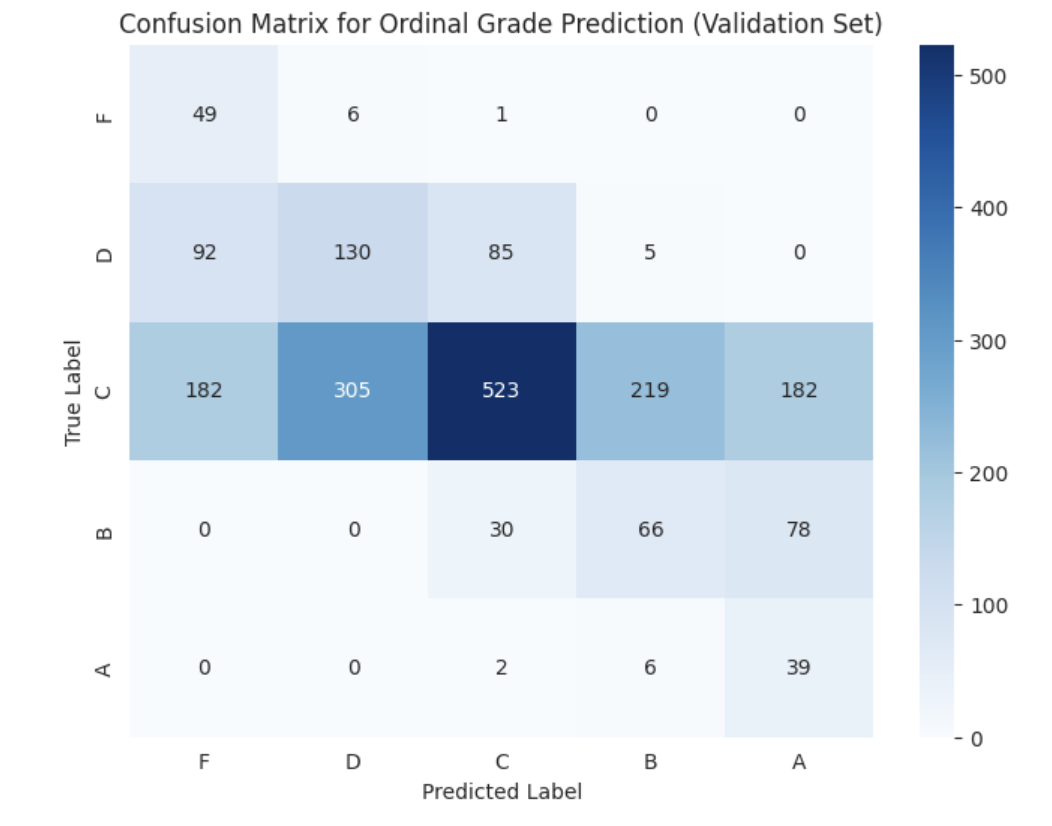 Confusion Matrix for Ordinal Grade Prediction (Validation Set)
F 49 6 1 0 0
D 92 130 85 5 0
C 182 305 523 219 182
B 0 0 30 66 78
A 0 0 2 6 39
F D C B A
Predicted Label
True Label
500
400
300
200
100
0